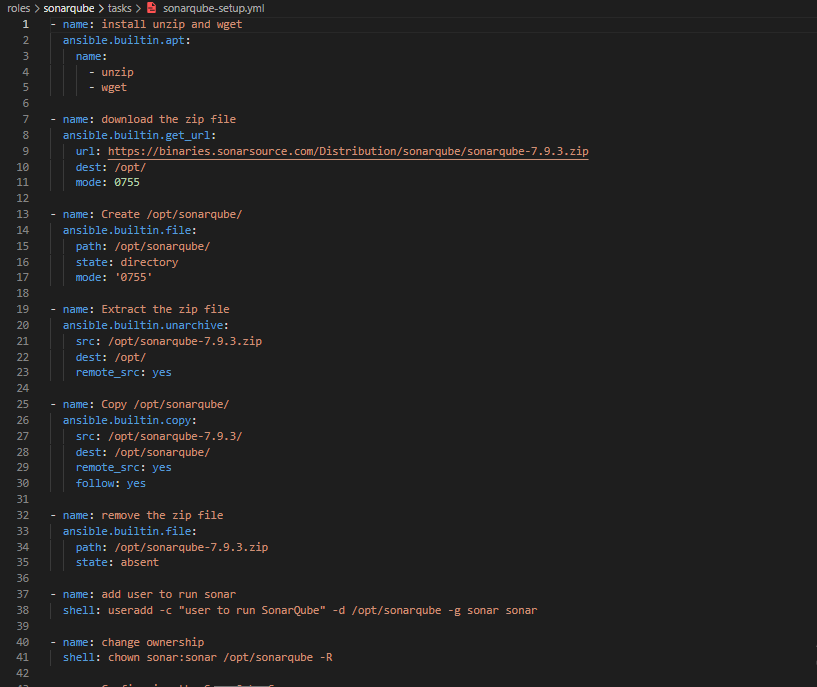 roles > sonarqube > tasks > sonarqube-setup.yml
1 - name: install unzip and wget
2 ansible.builtin.apt:
3 name:
4 - unzip
5 - wget
6
7 - name: download the zip file
8 ansible.builtin.get_url:
9 url: https://binaries.sonarsource.com/Distribution/sonarqube/sonarqube-7.9.3.zip
10 dest: /opt/
11 mode: 0755
12
13 - name: Create /opt/sonarqube/
14 ansible.builtin.file:
15 path: /opt/sonarqube/
16 state: directory
17 mode: '0755'
18
19 - name: Extract the zip file
20 ansible.builtin.unarchive:
21 src: /opt/sonarqube-7.9.3.zip
22 dest: /opt/
23 remote_src: yes
24
25 - name: Copy /opt/sonarqube/
26 ansible.builtin.copy:
27 src: /opt/sonarqube-7.9.3/
28 dest: /opt/sonarqube/
29 remote_src: yes
30 follow: yes
31
32 - name: remove the zip file
33 ansible.builtin.file:
34 path: /opt/sonarqube-7.9.3.zip
35 state: absent
36
37 - name: add user to run sonar
38 shell: useradd -c "user to run SonarQube" -d /opt/sonarqube -g sonar sonar
39
40 - name: change ownership
41 shell: chown sonar:sonar /opt/sonarqube -R
42